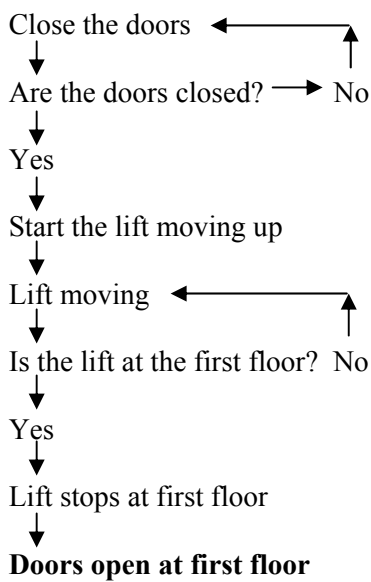 Close the doors
Are the doors closed? No
Yes
Start the lift moving up
Lift moving
Is the lift at the first floor? No
Yes
Lift stops at first floor
Doors open at first floor